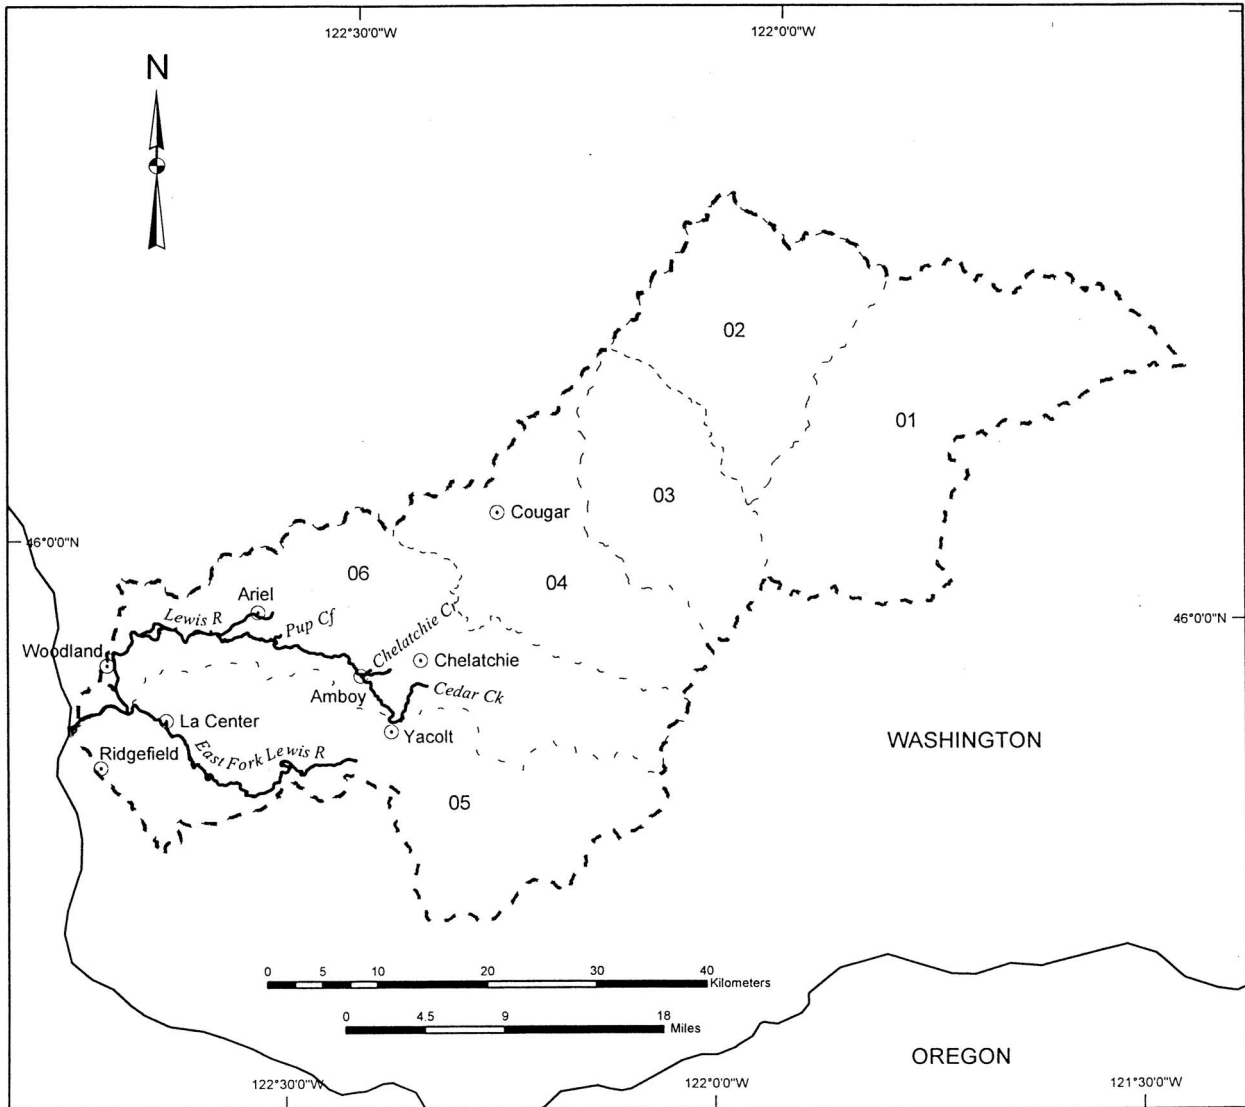 122°30'0"W
122°0'0"W
N
02
01
03
Cougar
46°0'0"N
06
04
Ariel
Lewis R
Pup Cf
Chelatchie Cr
46°0'0"N
Woodland
Chelatchie
Amboy
Cedar Ck
La Center
Yacolt
Ridgefield
East Fork Lewis R
WASHINGTON
05
0 5 10 20 30 40
Kilometers
0 4.5 9 18
Miles
OREGON
122°30'0"W
122°0'0"W
121°30'0"W